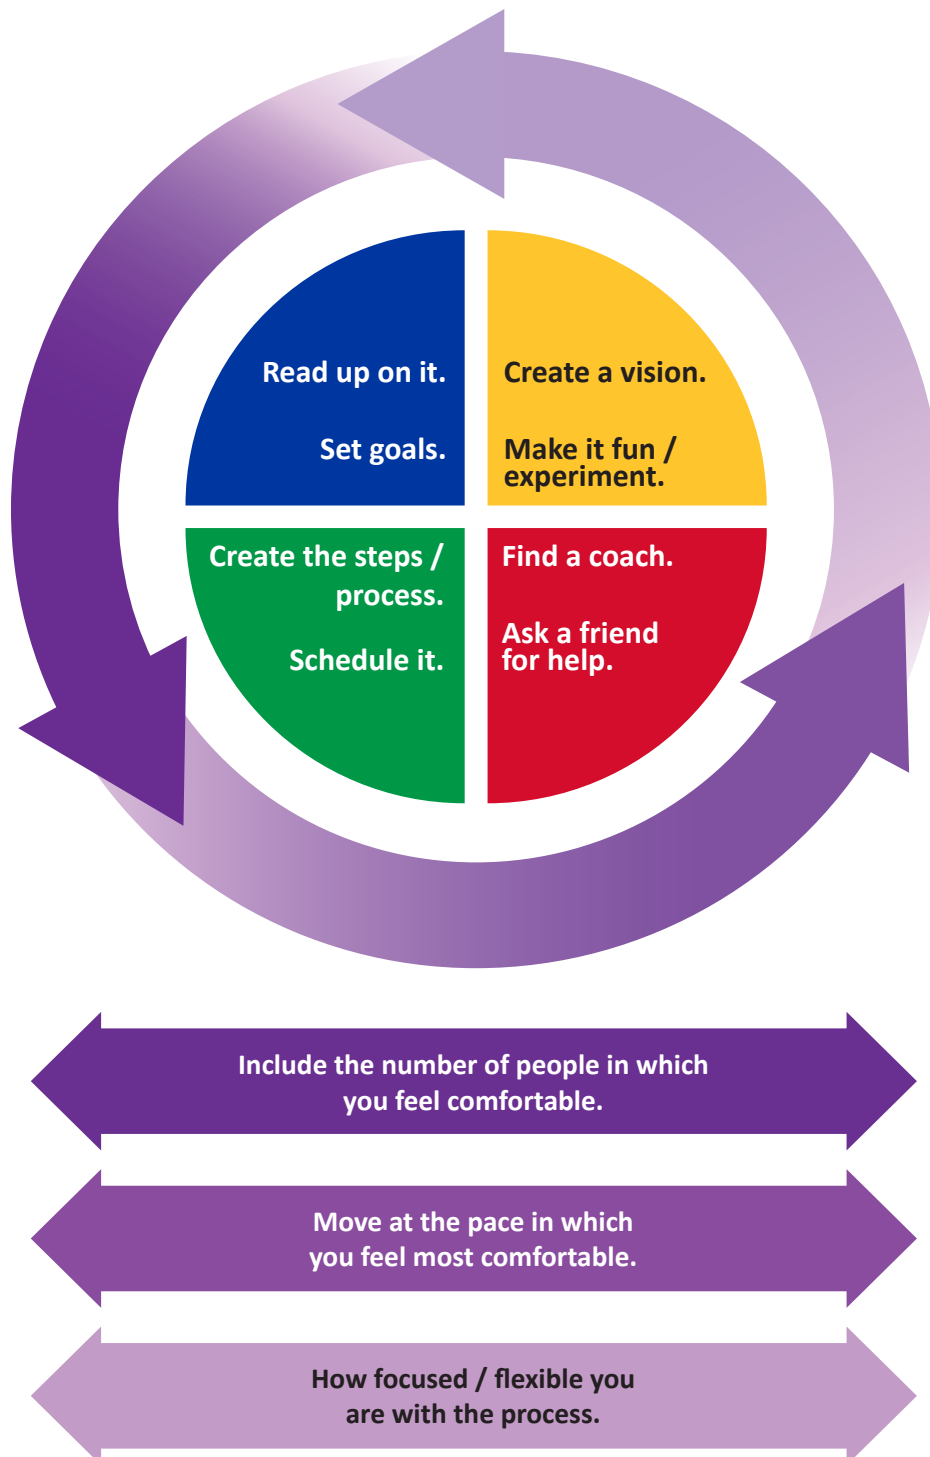 Read up on it.
Set goals.
Create a vision.
Make it fun /
experiment.
Create the steps /
process.
Schedule it.
Find a coach.
Ask a friend
for help.
Include the number of people in which
you feel comfortable.
Move at the pace in which
you feel most comfortable.
How focused / flexible you
are with the process.